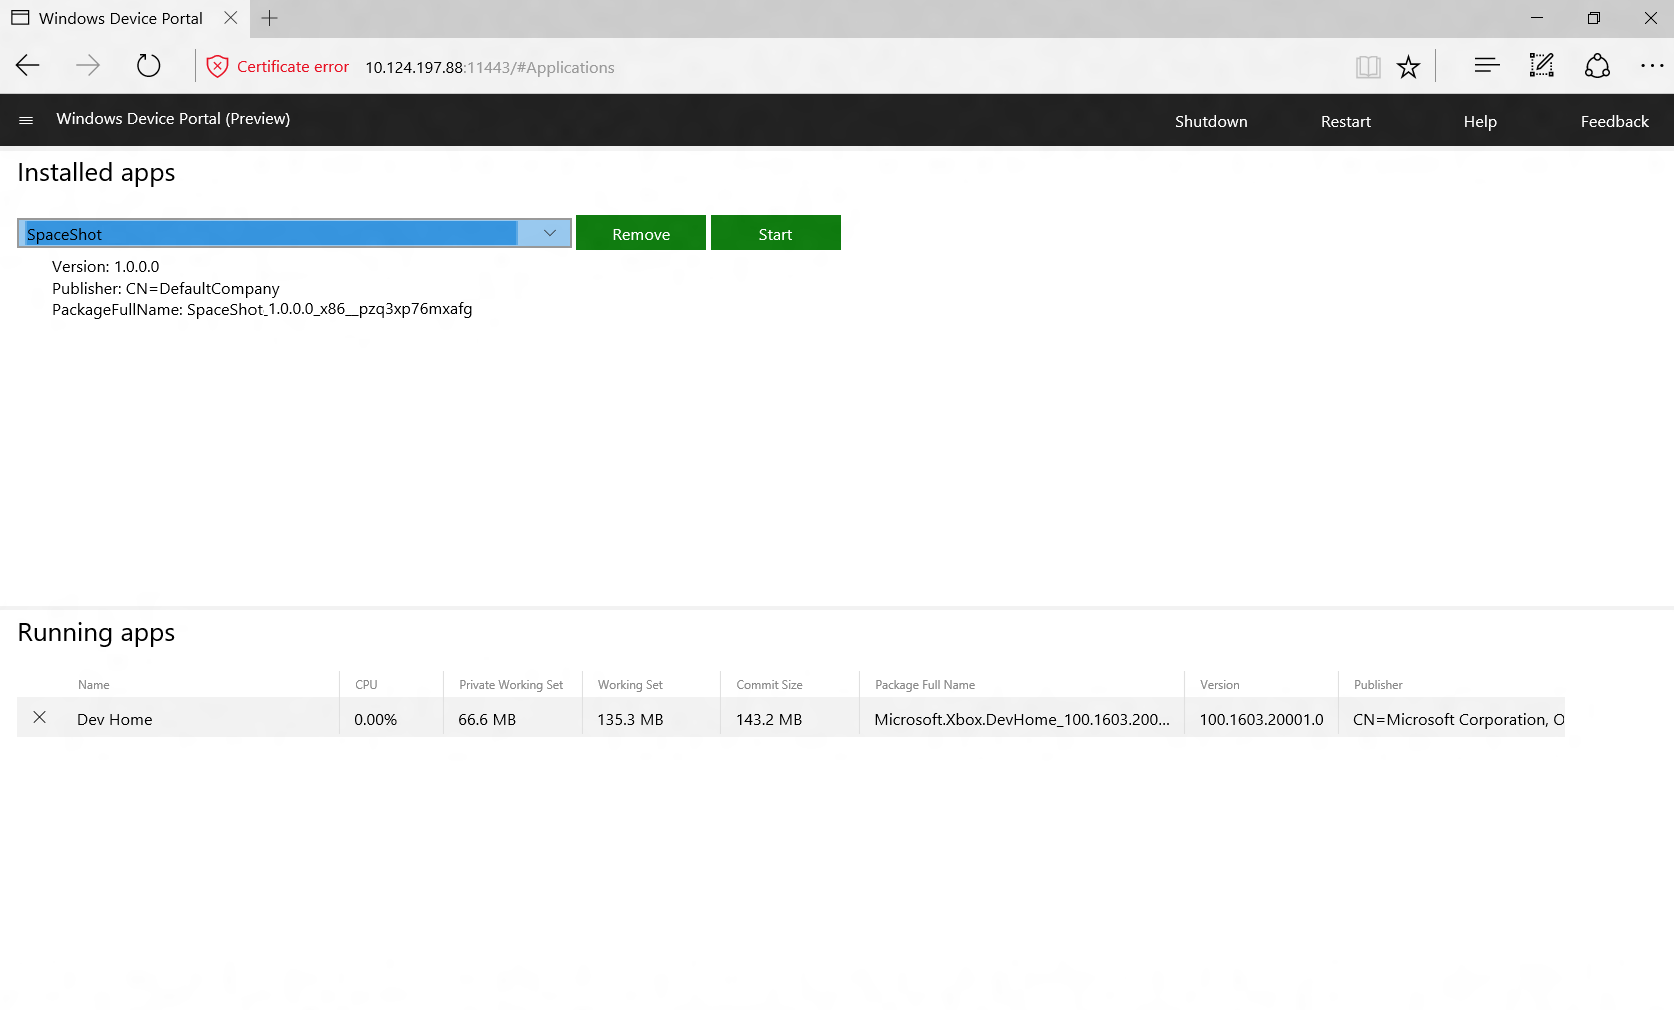 Windows Device Portal
Certificate error 10.124.197.88:11443/#Applications
Windows Device Portal (Preview) Shutdown Restart Help Feedback
Installed apps
SpaceShot Remove Start
Version: 1.0.0.0
Publisher: CN=DefaultCompany
PackageFullName: SpaceShot_1.0.0.0_x86__pzq3xp76mxafg
Running apps
Name CPU Private Working Set Working Set Commit Size Package Full Name Version Publisher
Dev Home 0.00% 66.6 MB 135.3 MB 143.2 MB Microsoft.Xbox.DevHome_100.1603.200... 100.1603.20001.0 CN=Microsoft Corporation, O